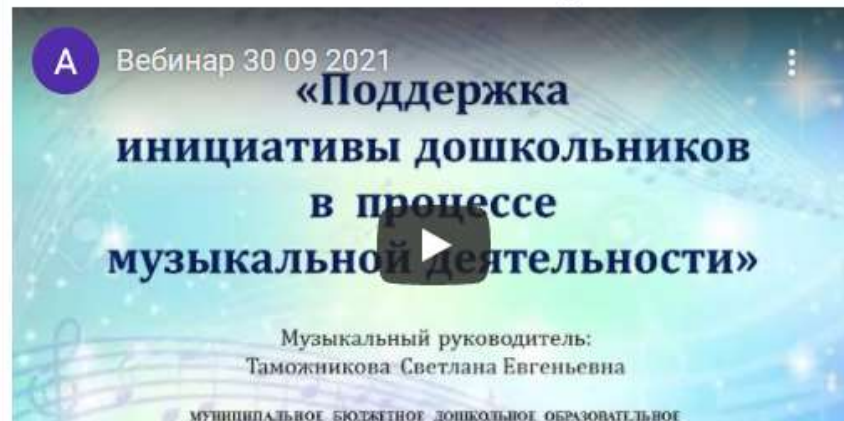 А Вебинар 30 09 2021
«Поддержка
инициативы дошкольников
в процессе
музыкальной деятельности»
Музыкальный руководитель:
Таможникова Светлана Евгеньевна
МУНИЦИПАЛЬНОЕ БЮДЖЕТНОЕ ДОШКОЛЬНОЕ ОБРАЗОВАТЕЛЬНОЕ